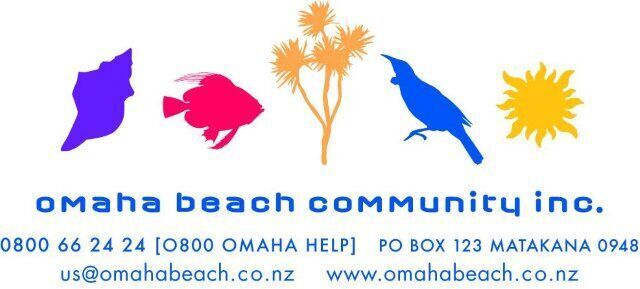 omaha beach community inc.
0800 66 24 24 [O800 OMAHA HELP] PO BOX 123 MATAKANA 0948
us@omahabeach.co.nz www.omahabeach.co.nz